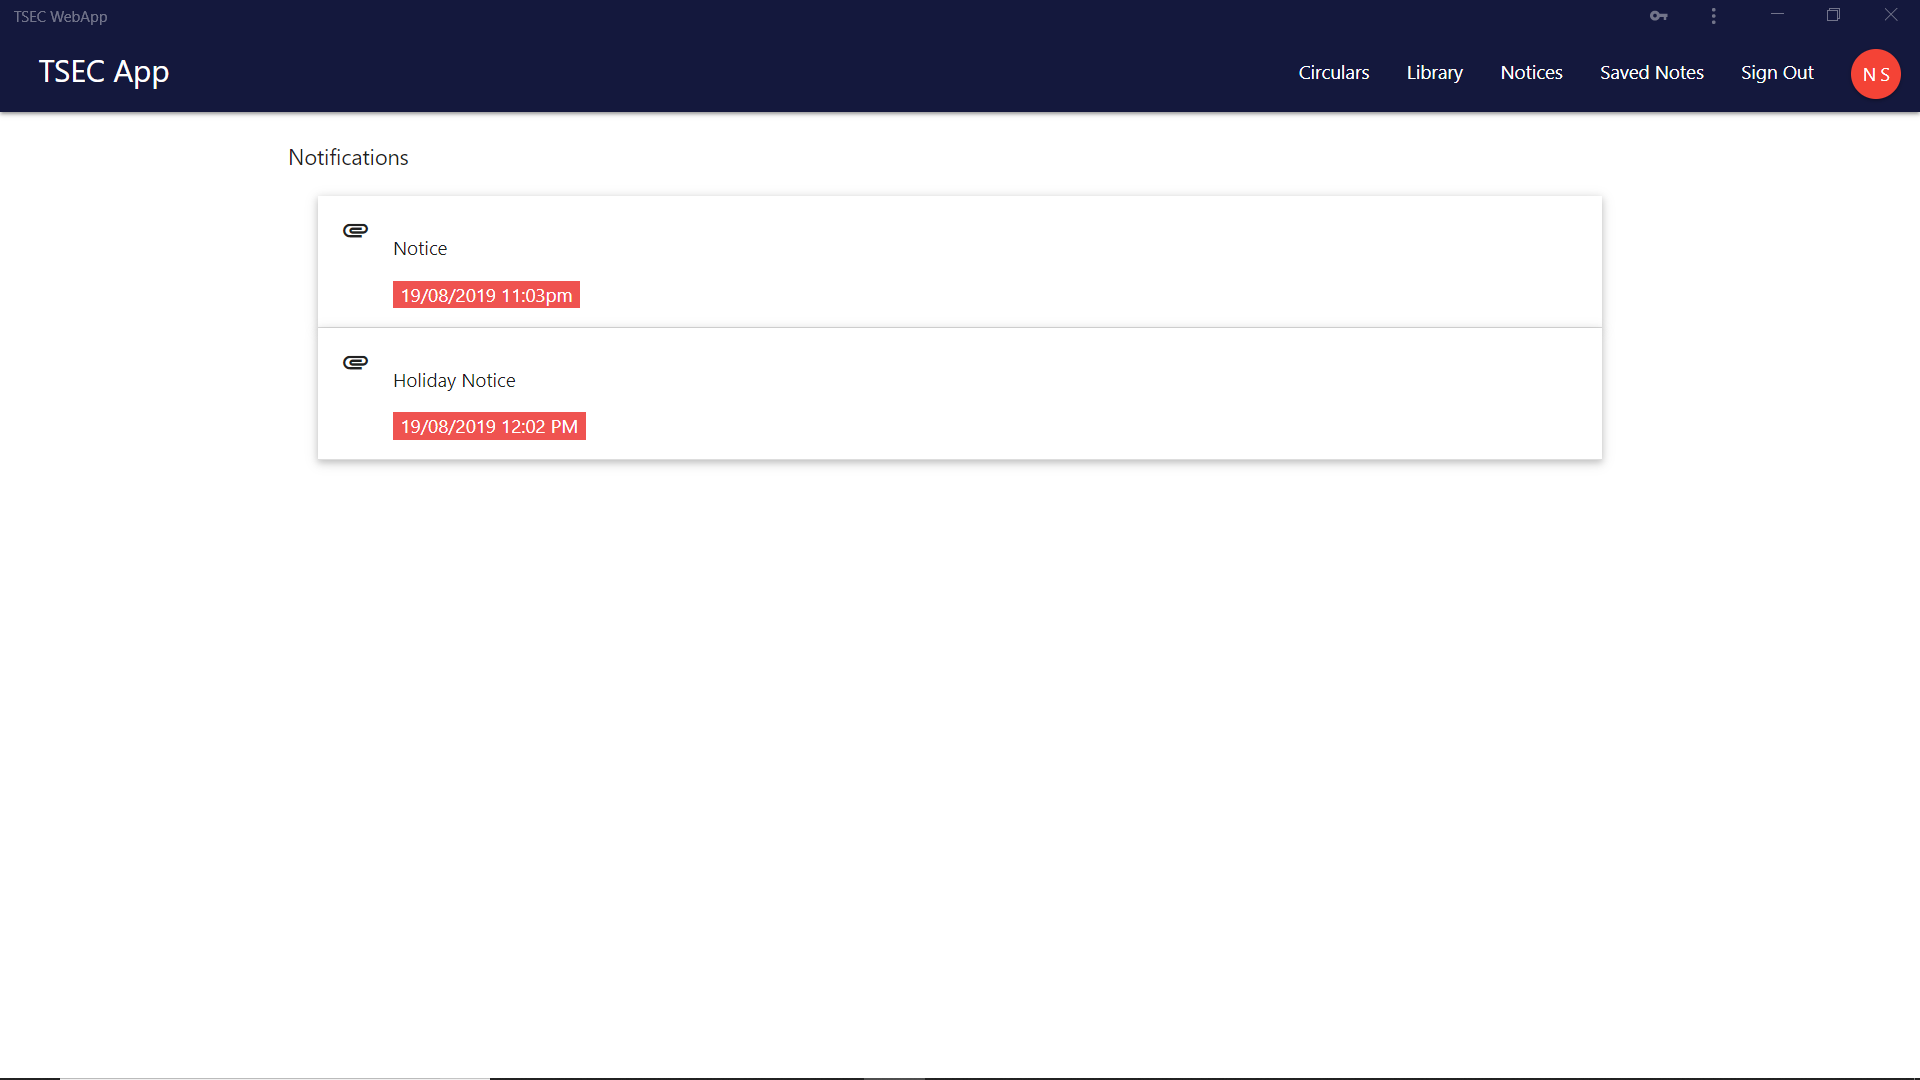 TSEC WebApp
TSEC App
Circulars Library Notices Saved Notes Sign Out N S
Notifications
Notice
19/08/2019 11:03pm
Holiday Notice
19/08/2019 12:02 PM